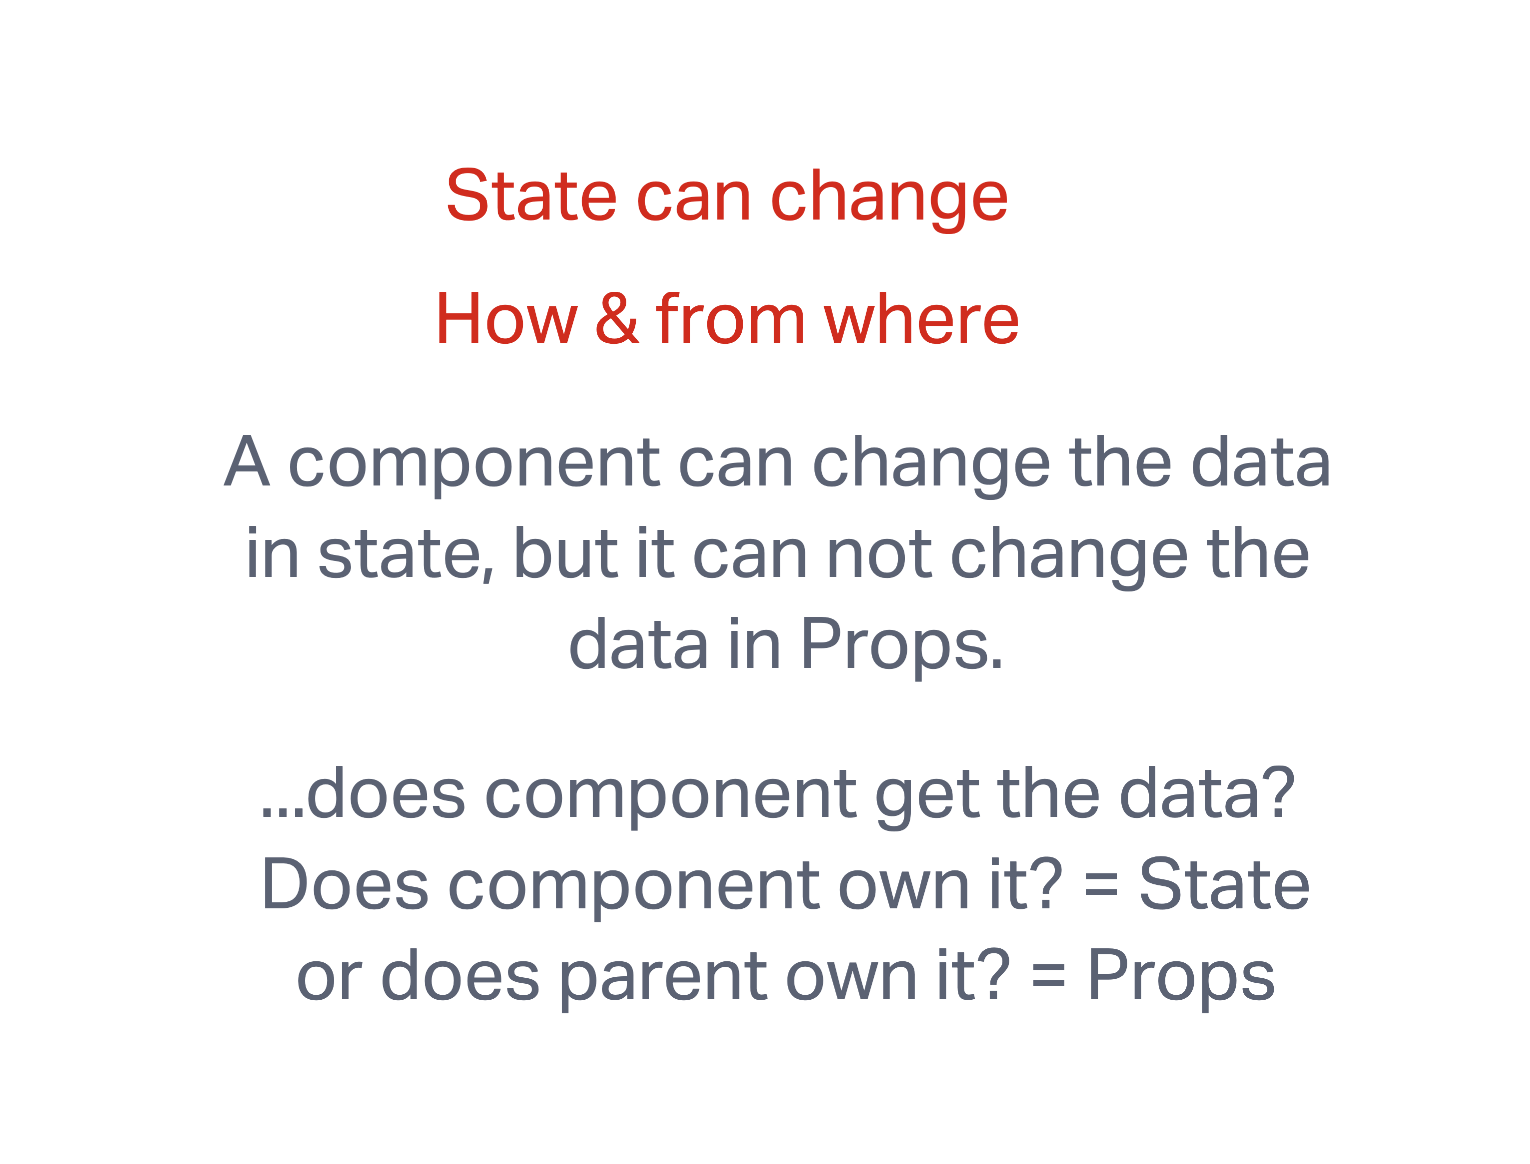 State can change
How & from where
A component can change the data
in state, but it can not change the
data in Props.
...does component get the data?
Does component own it? = State
or does parent own it? = Props